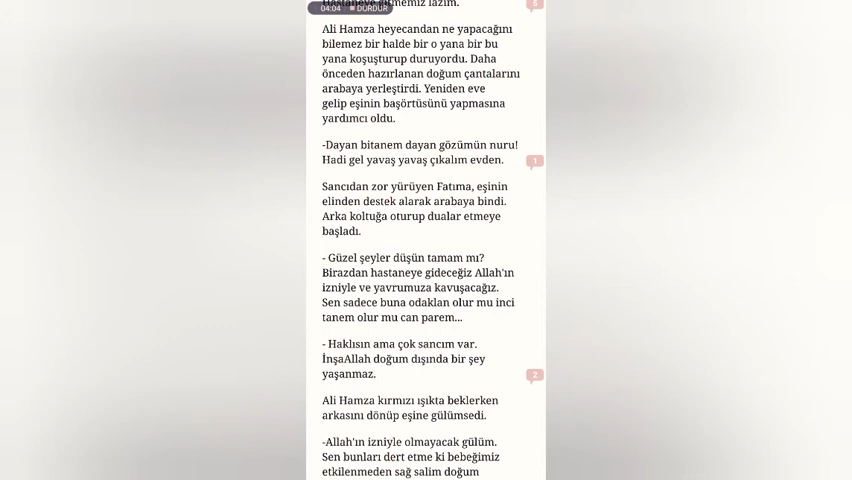 Hastaneye gitmemiz lazım.
04:04 DURDUR
5
Ali Hamza heyecandan ne yapacağını
bilemez bir halde bir o yana bir bu
yana koşuşturup duruyordu. Daha
önceden hazırlanan doğum çantalarını
arabaya yerleştirdi. Yeniden eve
gelip eşinin başörtüsünü yapmasına
yardımcı oldu.
-Dayan bitanem dayan gözümün nuru!
Hadi gel yavaş yavaş çıkalım evden.
1
Sancıdan zor yürüyen Fatıma, eşinin
elinden destek alarak arabaya bindi.
Arka koltuğa oturup dualar etmeye
başladı.
- Güzel şeyler düşün tamam mı?
Birazdan hastaneye gideceğiz Allah'ın
izniyle ve yavrumuza kavuşacağız.
Sen sadece buna odaklan olur mu inci
tanem olur mu can parem...
- Haklısın ama çok sancım var.
İnşaAllah doğum dışında bir şey
yaşanmaz.
2
Ali Hamza kırmızı ışıkta beklerken
arkasını dönüp eşine gülümsedi.
-Allah'ın izniyle olmayacak gülüm.
Sen bunları dert etme ki bebeğimiz
etkilenmeden sağ salim doğum